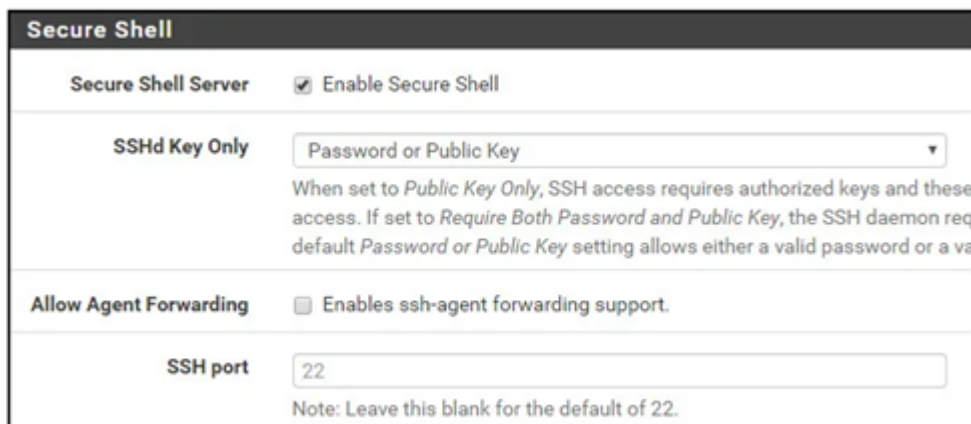 Secure Shell
Secure Shell Server Enable Secure Shell
SSHd Key Only Password or Public Key
When set to Public Key Only, SSH access requires authorized keys and these
access. If set to Require Both Password and Public Key, the SSH daemon
default Password or Public Key setting allows either a valid password or a
Allow Agent Forwarding Enables ssh-agent forwarding support.
SSH port 22
Note: Leave this blank for the default of 22.